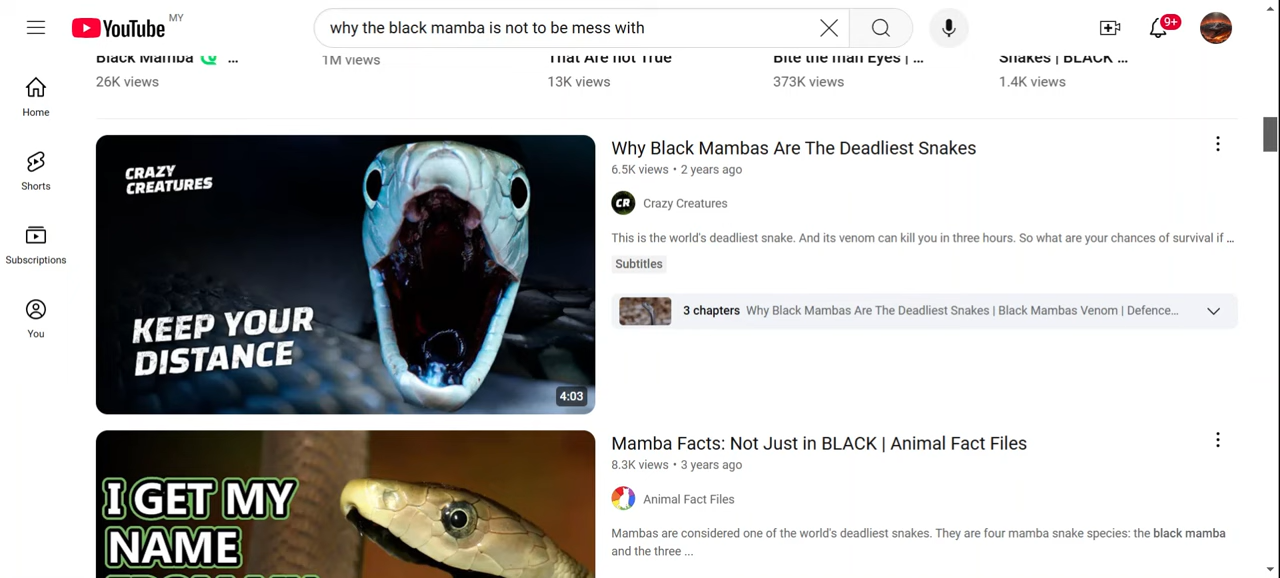 YouTube MY
why the black mamba is not to be mess with
9+
Home
Shorts
Subscriptions
You
Black Mamba ...
26K views
1M views
That Are not True
13K views
Bite the man Eyes | ...
373K views
Snakes | BLACK ...
1.4K views
CRAZY
CREATURES
KEEP YOUR
DISTANCE
4:03
Why Black Mambas Are The Deadliest Snakes
6.5K views • 2 years ago
CR Crazy Creatures
This is the world's deadliest snake. And its venom can kill you in three hours. So what are your chances of survival if ...
Subtitles
3 chapters Why Black Mambas Are The Deadliest Snakes | Black Mambas Venom | Defence...
I GET MY
NAME
Mamba Facts: Not Just in BLACK | Animal Fact Files
8.3K views • 3 years ago
Animal Fact Files
Mambas are considered one of the world's deadliest snakes. They are four mamba snake species: the black mamba
and the three ...